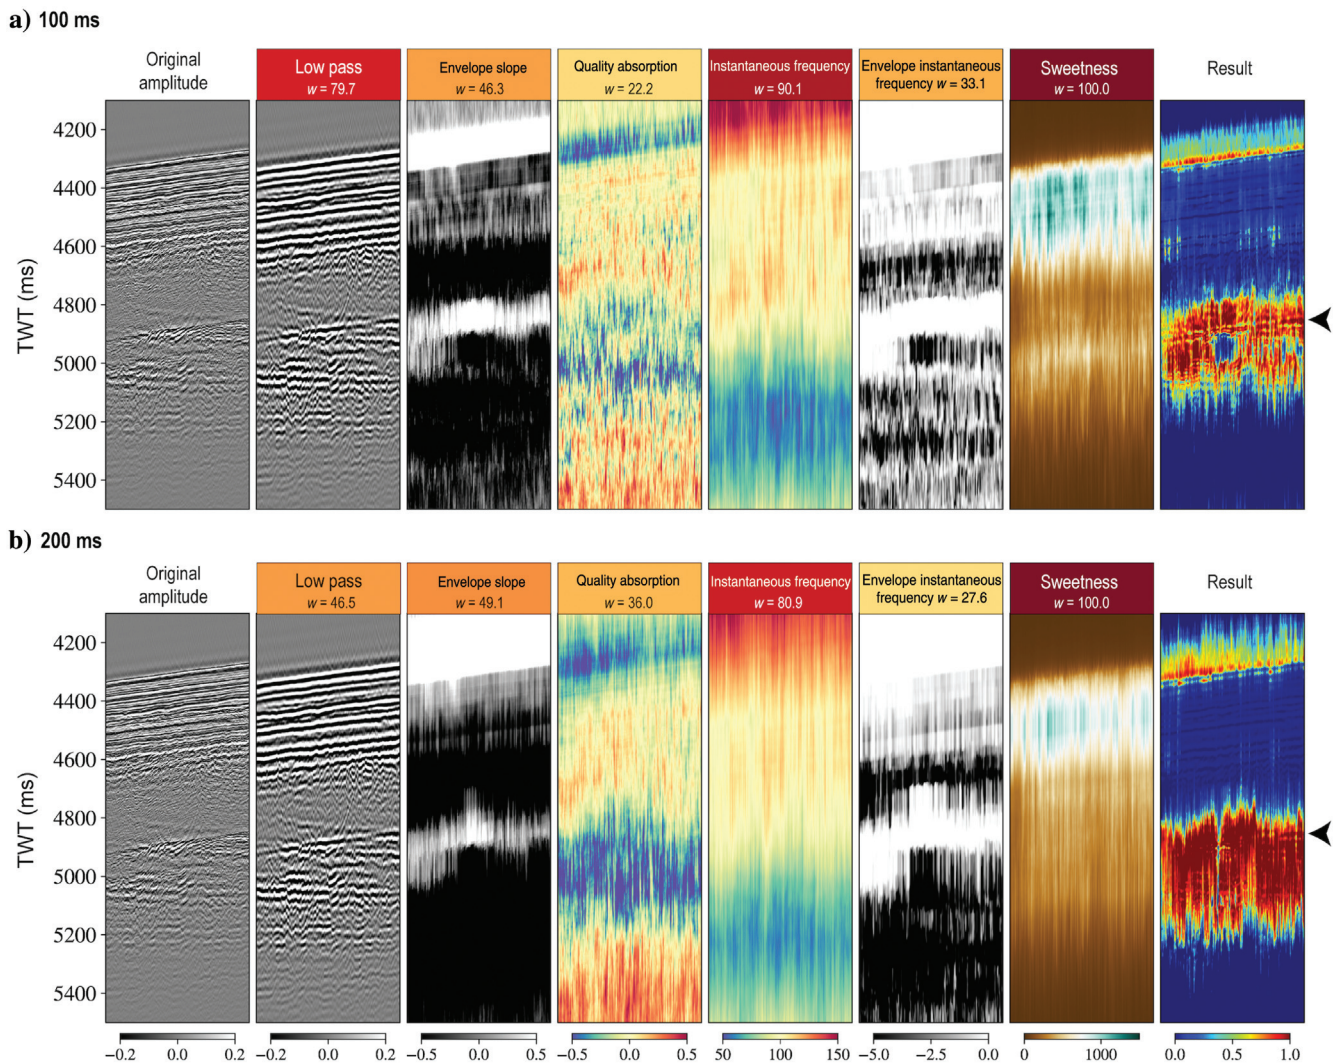 a) 100 ms
Original amplitude
Low pass
w = 79.7
Envelope slope
w = 46.3
Quality absorption
w = 22.2
Instantaneous frequency
w = 90.1
Envelope instantaneous
frequency w = 33.1
Sweetness
w = 100.0
Result
TWT (ms)
4200
4400
4600
4800
5000
5200
5400
b) 200 ms
Original amplitude
Low pass
w = 46.5
Envelope slope
w = 49.1
Quality absorption
w = 36.0
Instantaneous frequency
w = 80.9
Envelope instantaneous
frequency w = 27.6
Sweetness
w = 100.0
Result
TWT (ms)
4200
4400
4600
4800
5000
5200
5400
−0.2 0.0 0.2
−0.2 0.0 0.2
−0.5 0.0 0.5
−0.5 0.0 0.5
50 100 150
−5.0 −2.5 0.0
0 1000
0.0 0.5 1.0